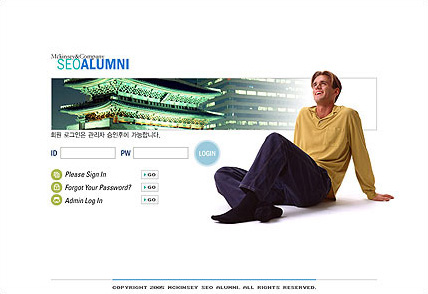 McKinsey&Company
SEOALUMNI
회원 로그인은 관리자 승인후에 가능합니다.
ID PW LOGIN
Please Sign In GO
Forgot Your Password? GO
Admin Log In GO
COPYRIGHT 2005 MCKINSEY SEO ALUMNI. ALL RIGHTS RESERVED.